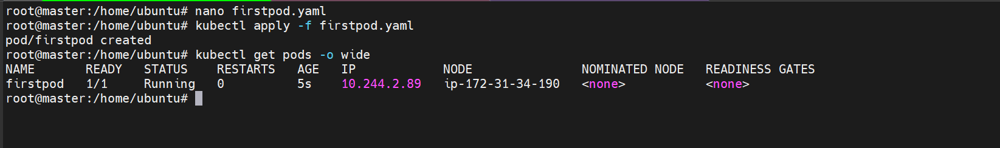 root@master:/home/ubuntu# nano firstpod.yaml
root@master:/home/ubuntu# kubectl apply -f firstpod.yaml
pod/firstpod created
root@master:/home/ubuntu# kubectl get pods -o wide
NAME       READY   STATUS    RESTARTS   AGE   IP            NODE               NOMINATED NODE   READINESS GATES
firstpod   1/1     Running   0          5s    10.244.2.89   ip-172-31-34-190   <none>           <none>
root@master:/home/ubuntu#